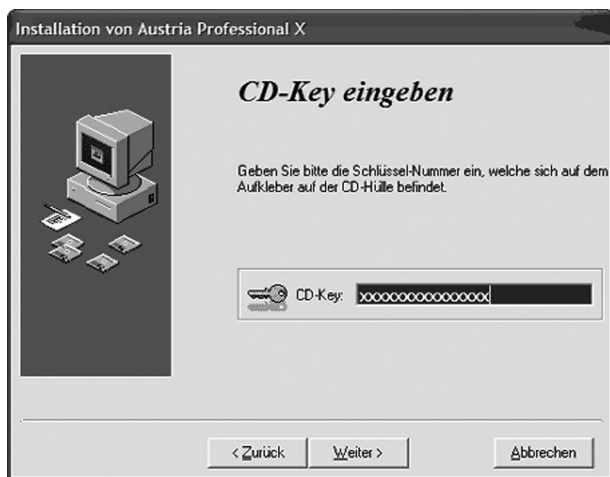 Installation von Austria Professional X
CD-Key eingeben
Geben Sie bitte die Schlüssel-Nummer ein, welche sich auf dem
Aufkleber auf der CD-Hülle befindet.
CD-Key: xxxxxxxxxxxxxxxx
< Zurück Weiter > Abbrechen